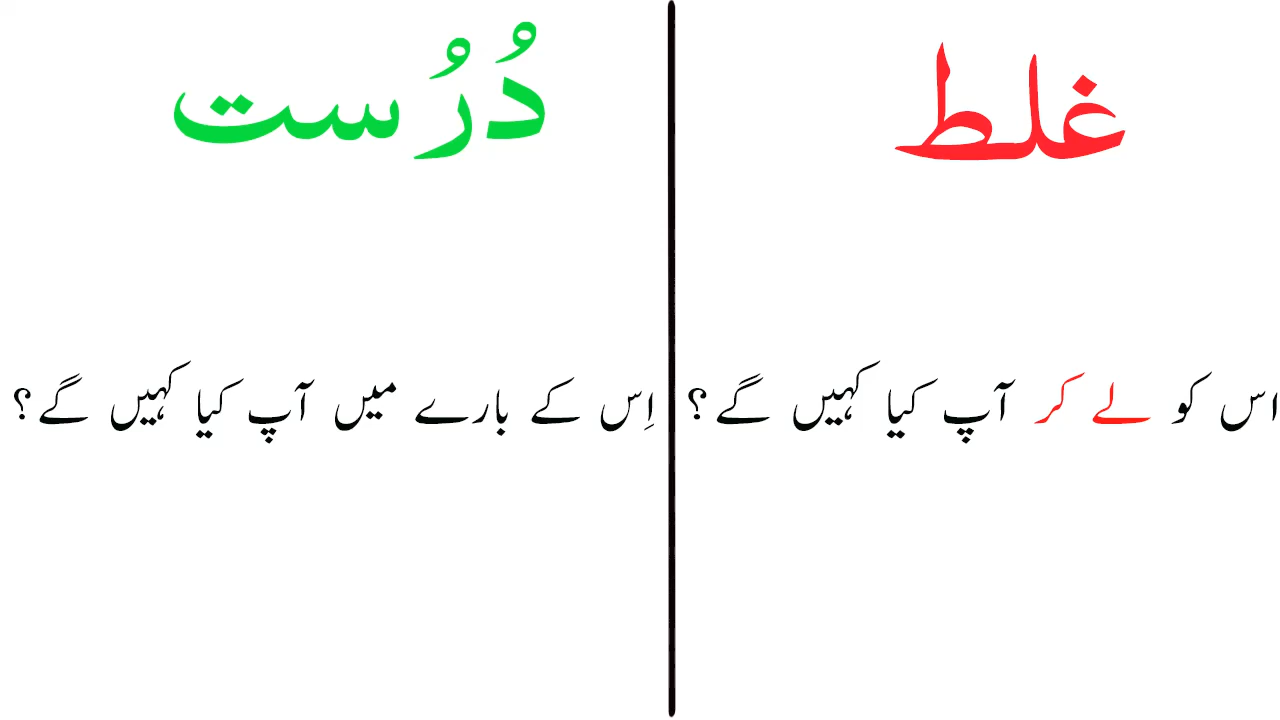 غلط
اس کو لے کر آپ کیا کہیں گے؟
دُرُست
اِس کے بارے میں آپ کیا کہیں گے؟